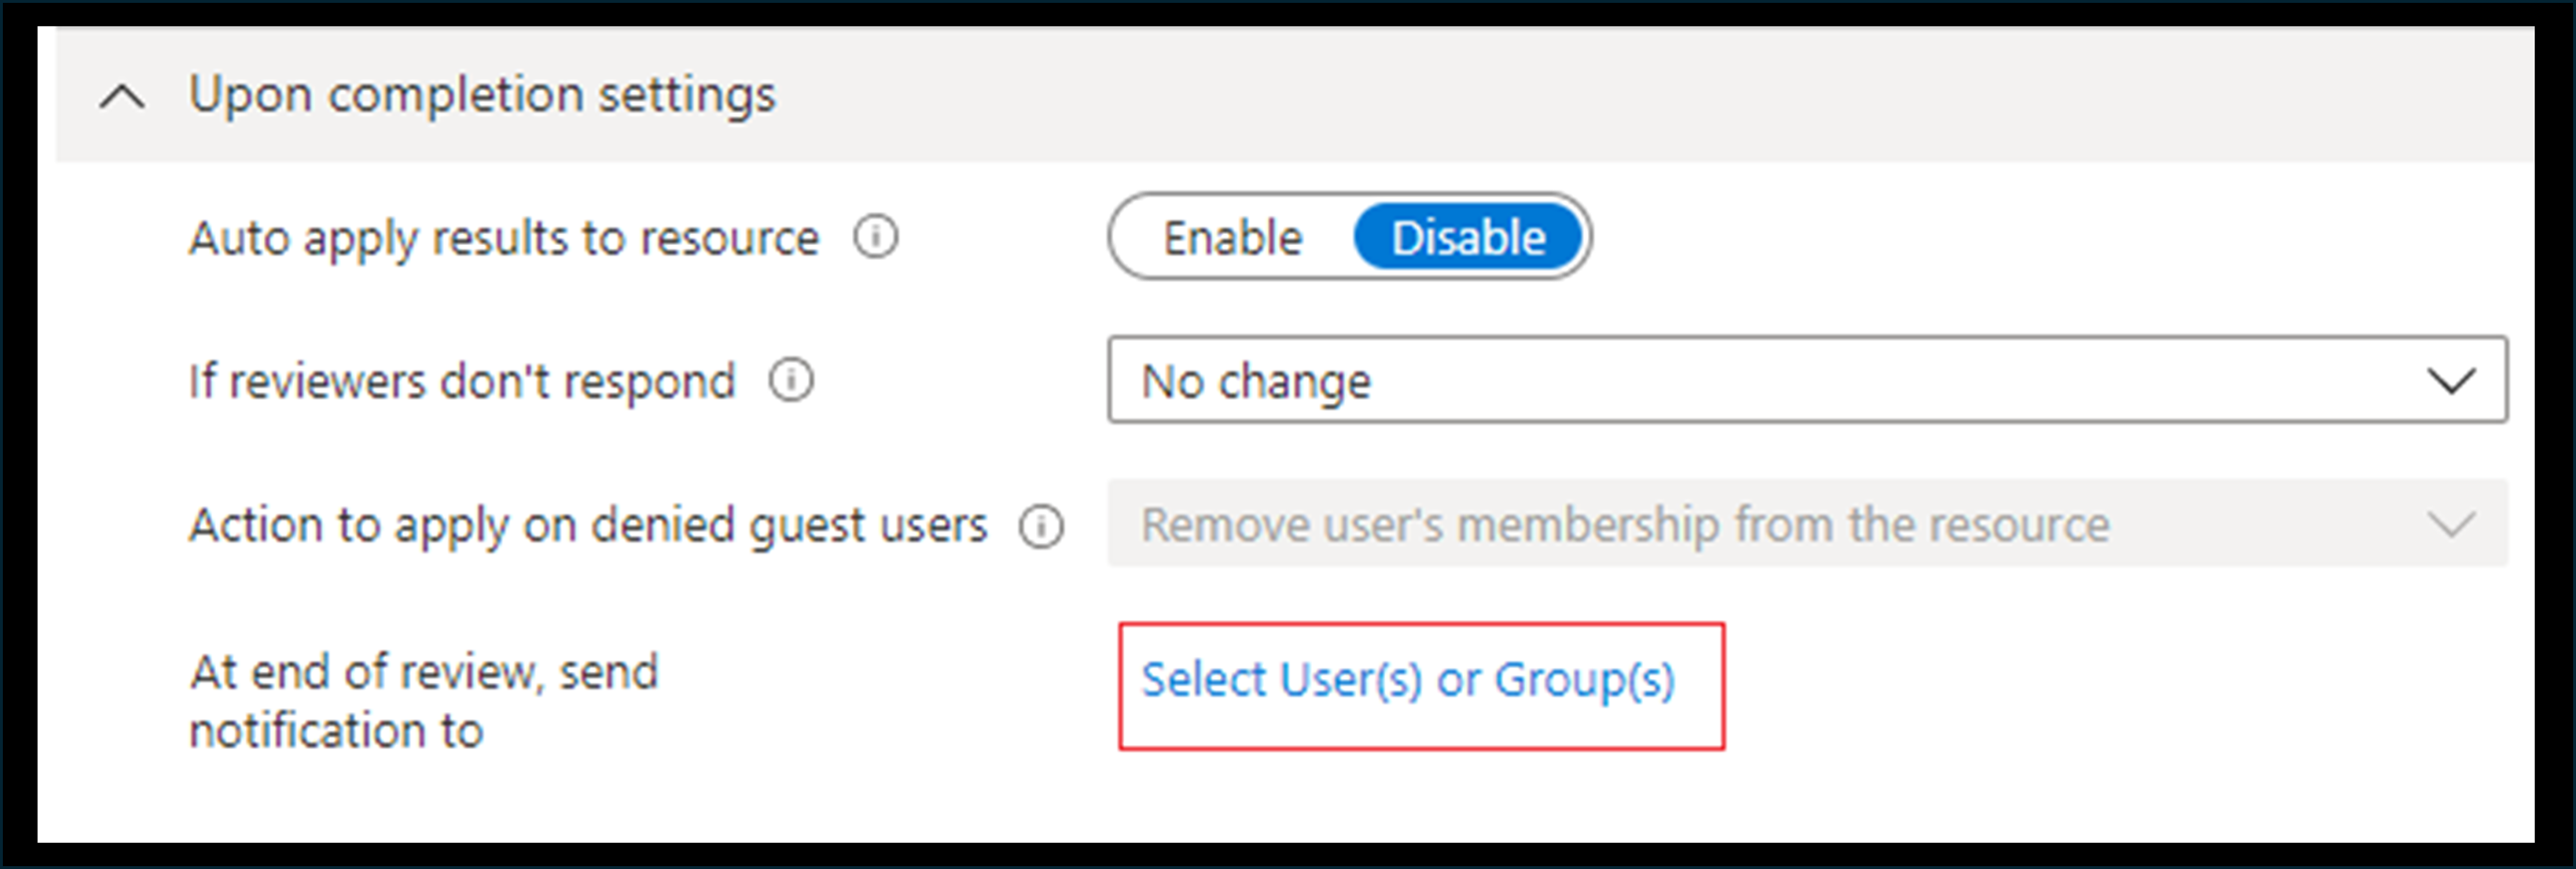 Upon completion settings
Auto apply results to resource Enable Disable
If reviewers don't respond No change
Action to apply on denied guest users Remove user's membership from the resource
At end of review, send
notification to
Select User(s) or Group(s)